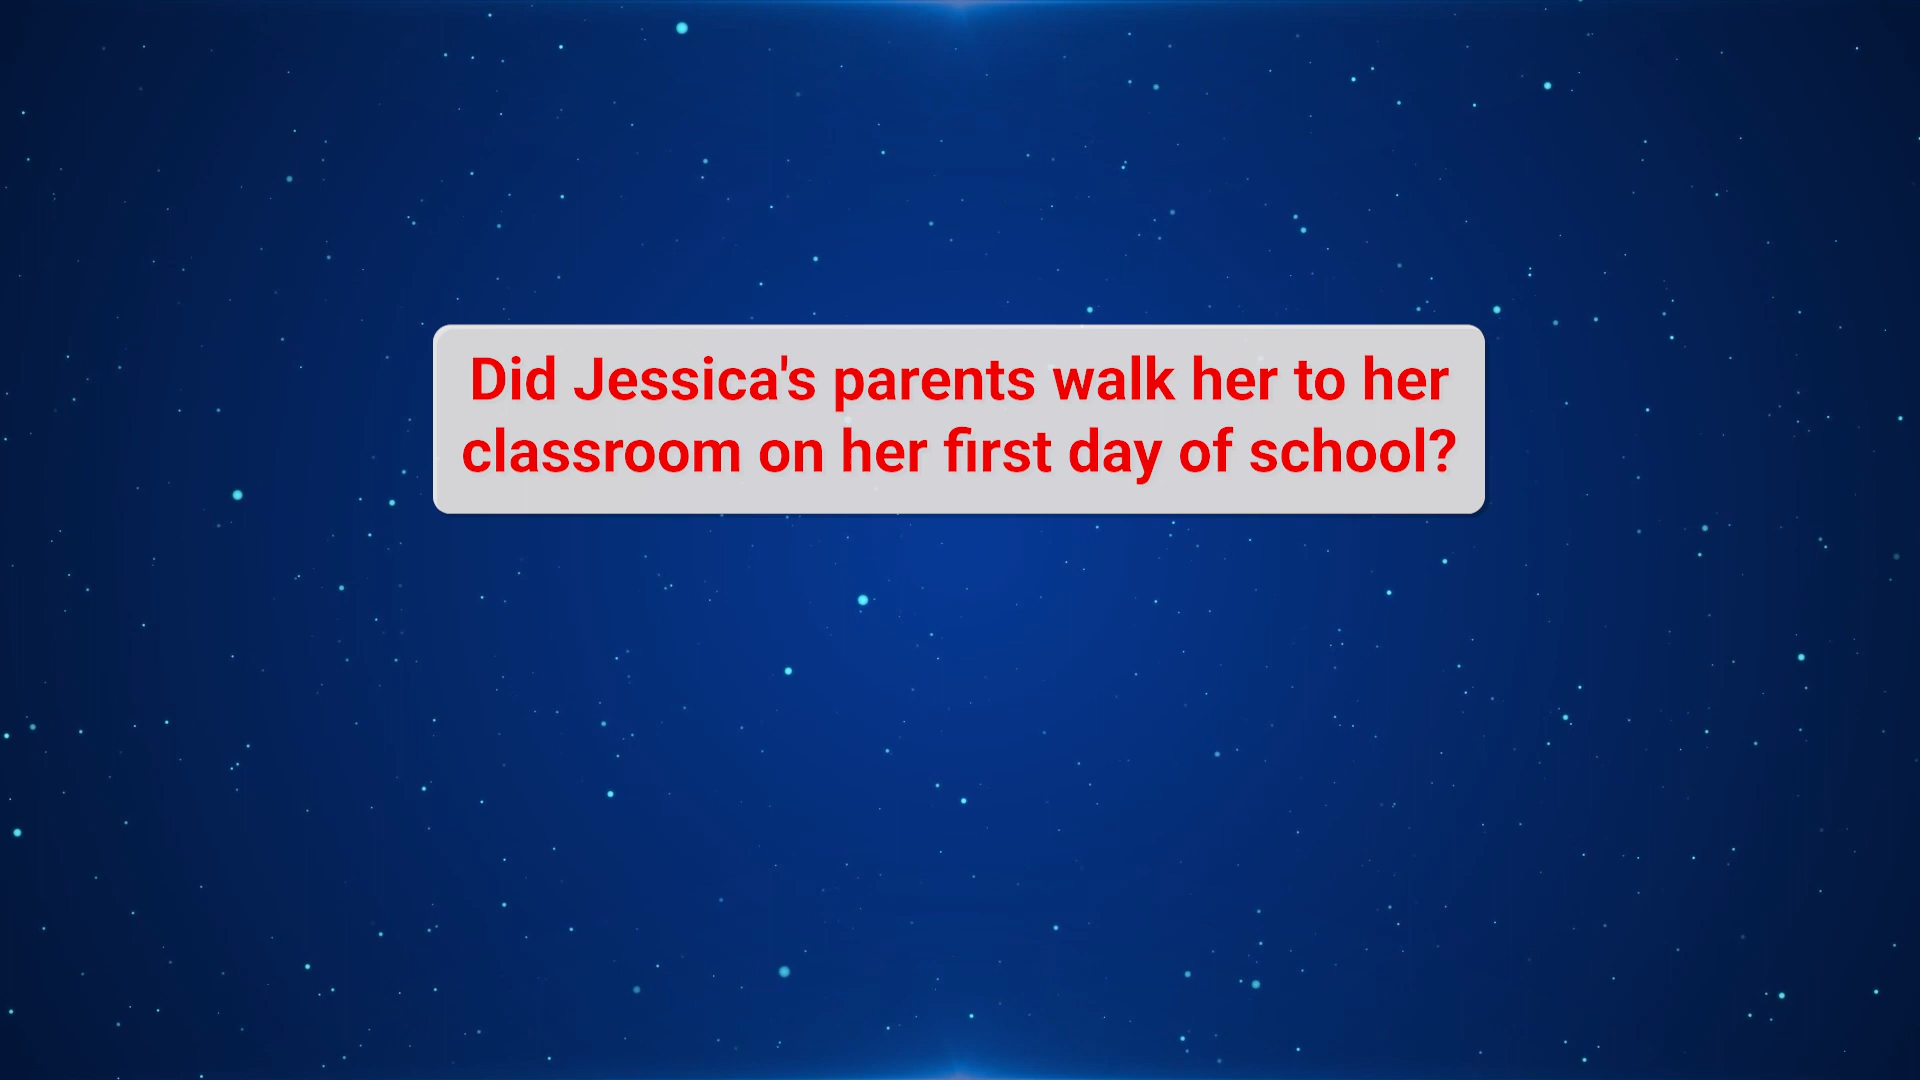 Did Jessica's parents walk her to her
classroom on her first day of school?